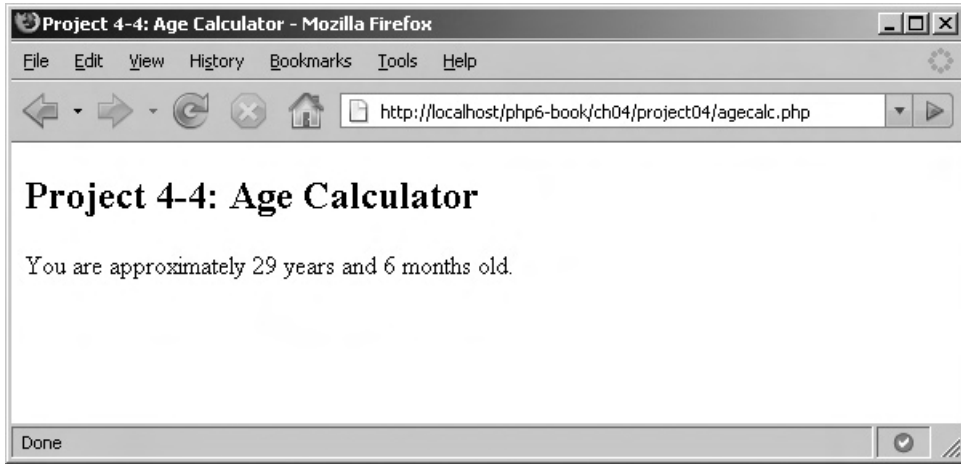 Project 4-4: Age Calculator - Mozilla Firefox
File Edit View History Bookmarks Tools Help
http://localhost/php6-book/ch04/project04/agecalc.php
Project 4-4: Age Calculator
You are approximately 29 years and 6 months old.
Done